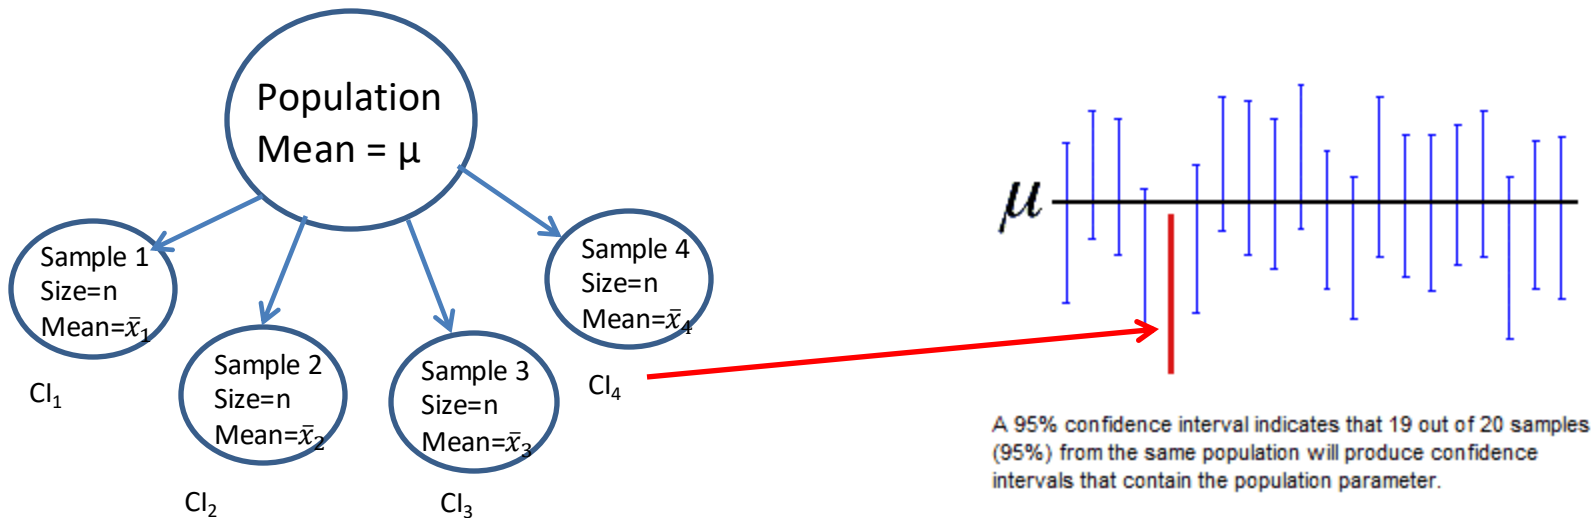 Population
Mean = μ
Sample 1
Size=n
Mean=x̄₁
CI₁
Sample 2
Size=n
Mean=x̄₂
CI₂
Sample 3
Size=n
Mean=x̄₃
CI₃
Sample 4
Size=n
Mean=x̄₄
CI₄
μ
A 95% confidence interval indicates that 19 out of 20 samples
(95%) from the same population will produce confidence
intervals that contain the population parameter.